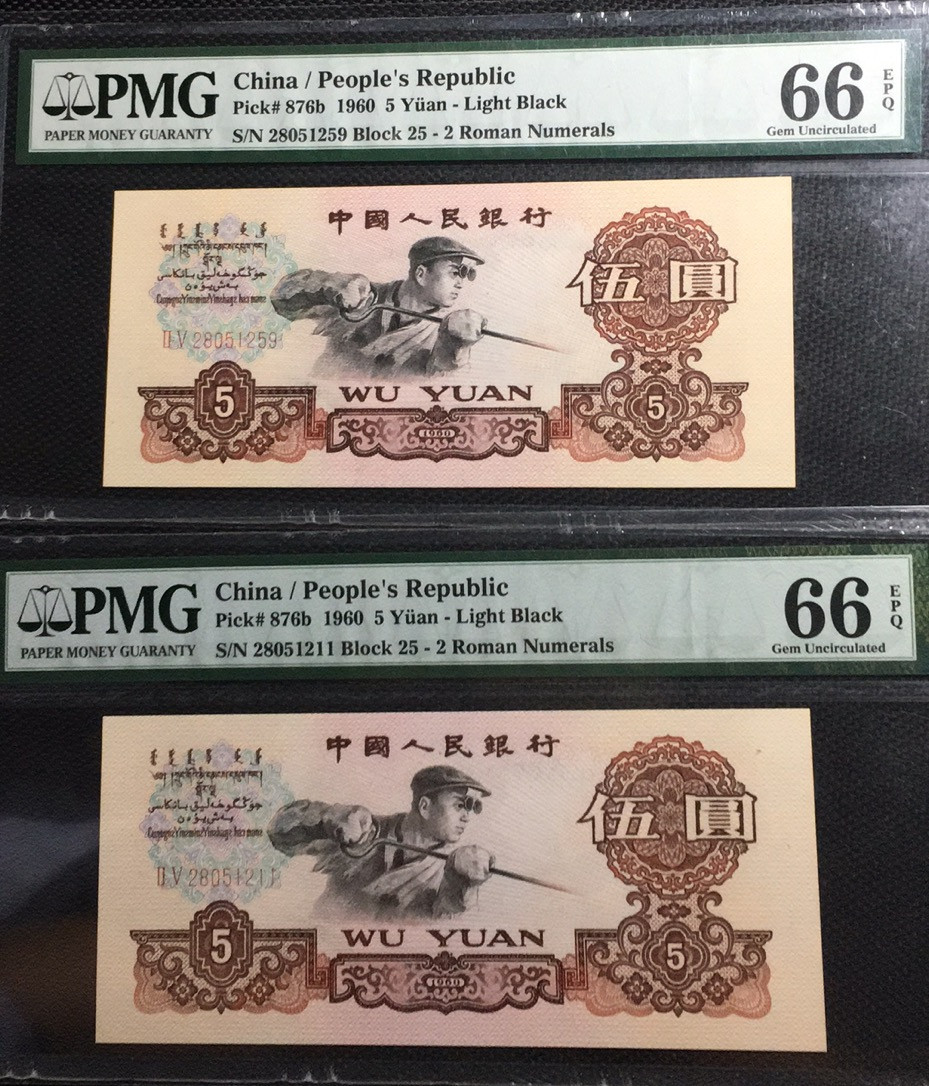 PMG
PAPER MONEY GUARANTY
China / People's Republic
Pick# 876b 1960 5 Yüan - Light Black
S/N 28051259 Block 25 - 2 Roman Numerals
66 EPQ
Gem Uncirculated
中國人民銀行
伍圓
II V 28051259
5
WU YUAN
1960
5
PMG
PAPER MONEY GUARANTY
China / People's Republic
Pick# 876b 1960 5 Yüan - Light Black
S/N 28051211 Block 25 - 2 Roman Numerals
66 EPQ
Gem Uncirculated
中國人民銀行
伍圓
II V 28051211
5
WU YUAN
1960
5